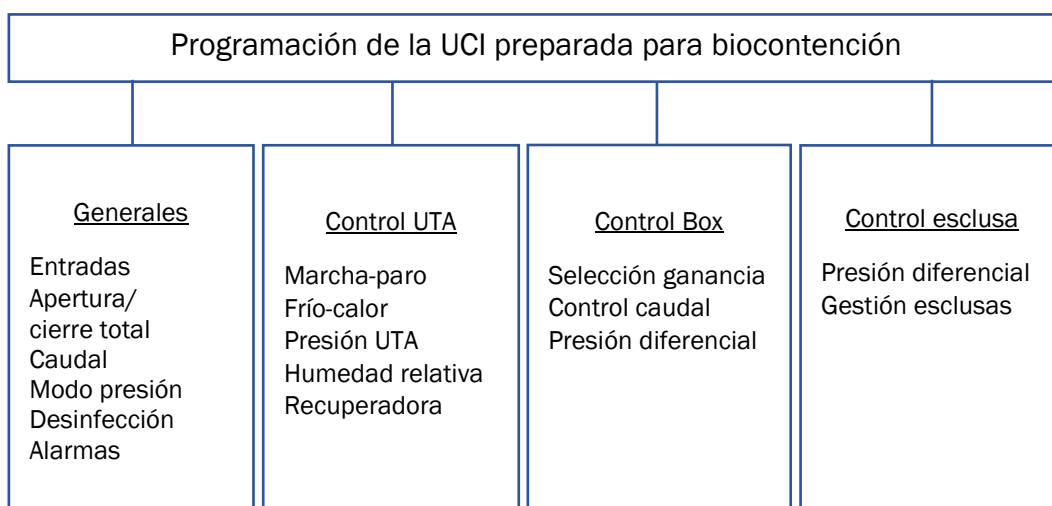 Programación de la UCI preparada para biocontención
Generales
Entradas
Apertura/
cierre total
Caudal
Modo presión
Desinfección
Alarmas
Control UTA
Marcha-paro
Frío-calor
Presión UTA
Humedad relativa
Recuperadora
Control Box
Selección ganancia
Control caudal
Presión diferencial
Control esclusa
Presión diferencial
Gestión esclusas